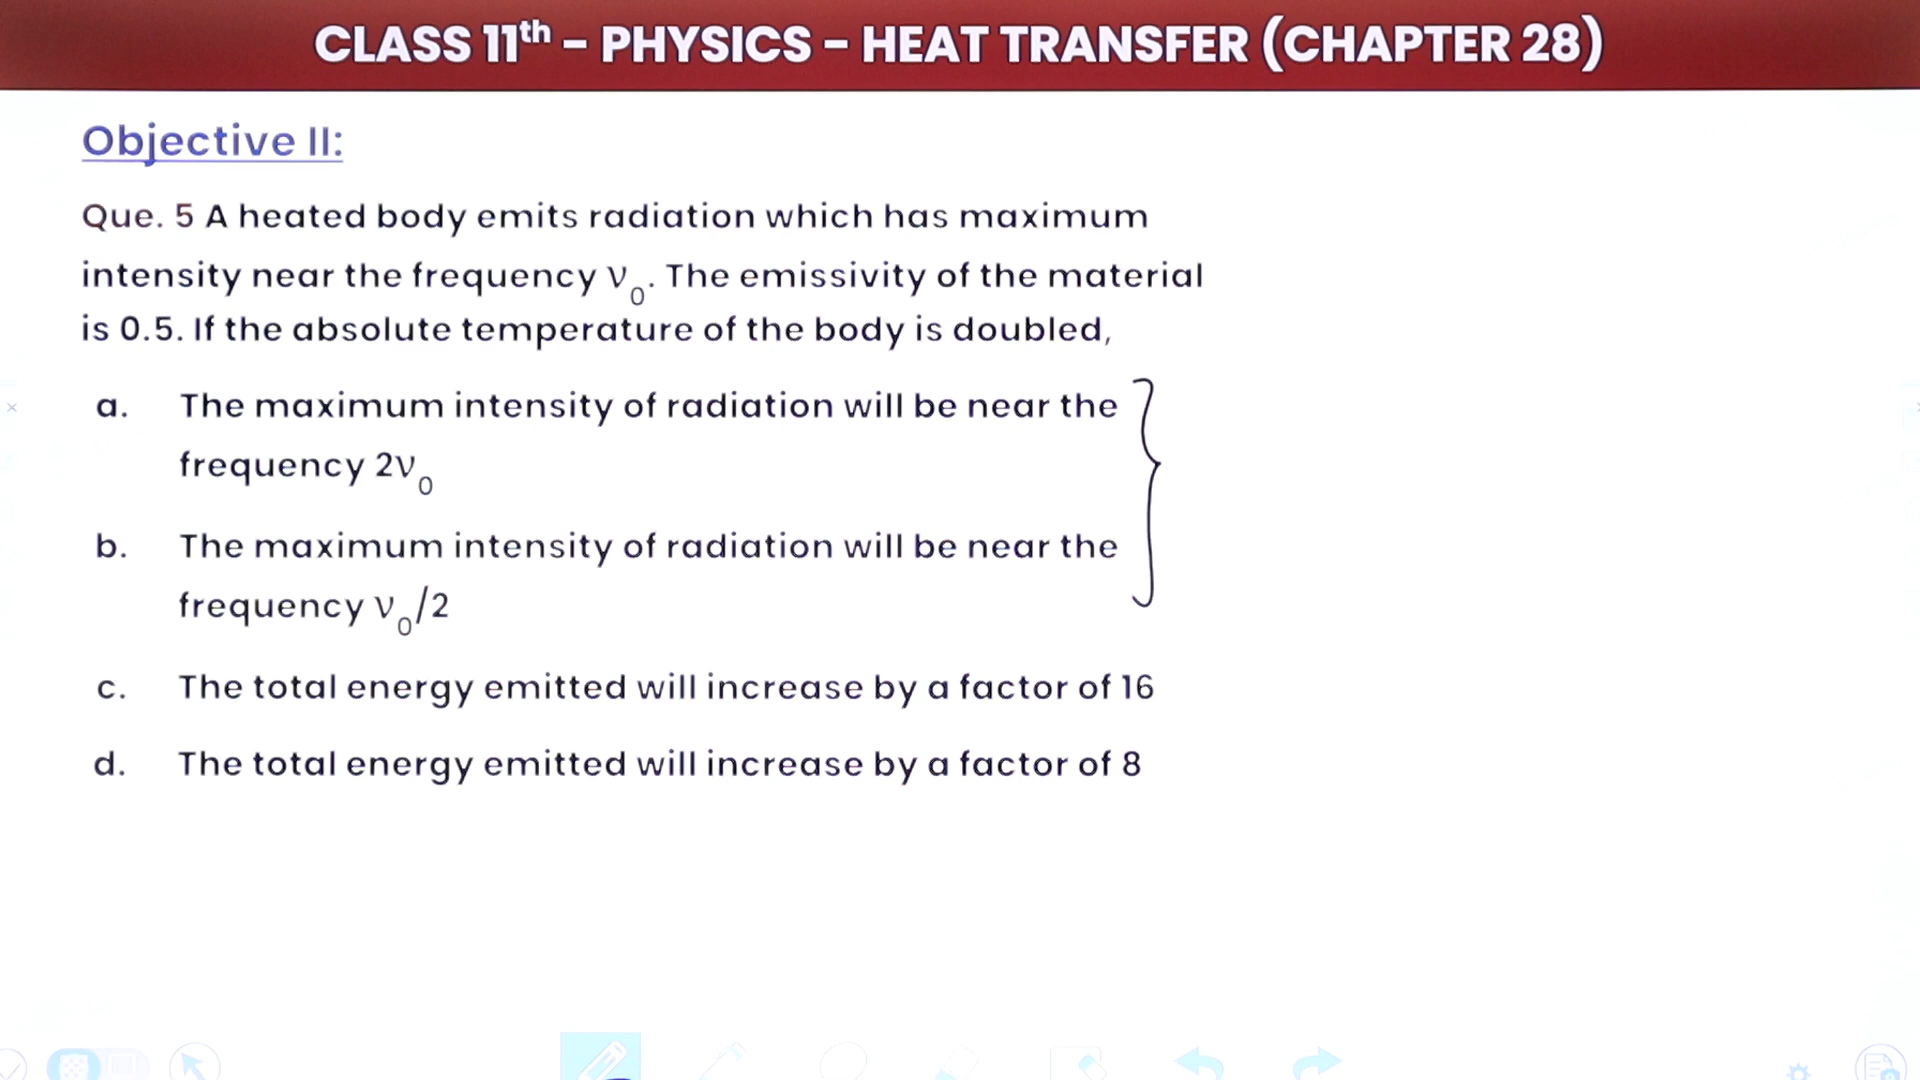 CLASS 11th – PHYSICS – HEAT TRANSFER (CHAPTER 28)
Objective II:
Que. 5 A heated body emits radiation which has maximum
intensity near the frequency ν₀. The emissivity of the material
is 0.5. If the absolute temperature of the body is doubled,
a. The maximum intensity of radiation will be near the
frequency 2ν₀
b. The maximum intensity of radiation will be near the
frequency ν₀/2
c. The total energy emitted will increase by a factor of 16
d. The total energy emitted will increase by a factor of 8